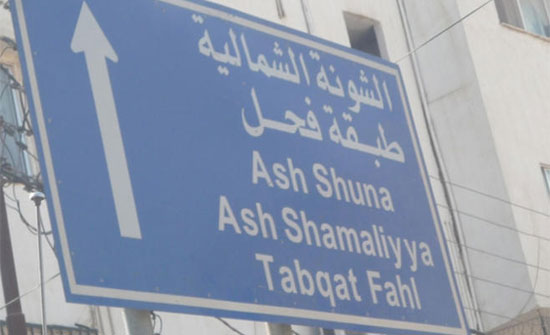 الشونة الشمالية
طبقة فحل
Ash Shuna
Ash Shamaliyya
Tabqat Fahl